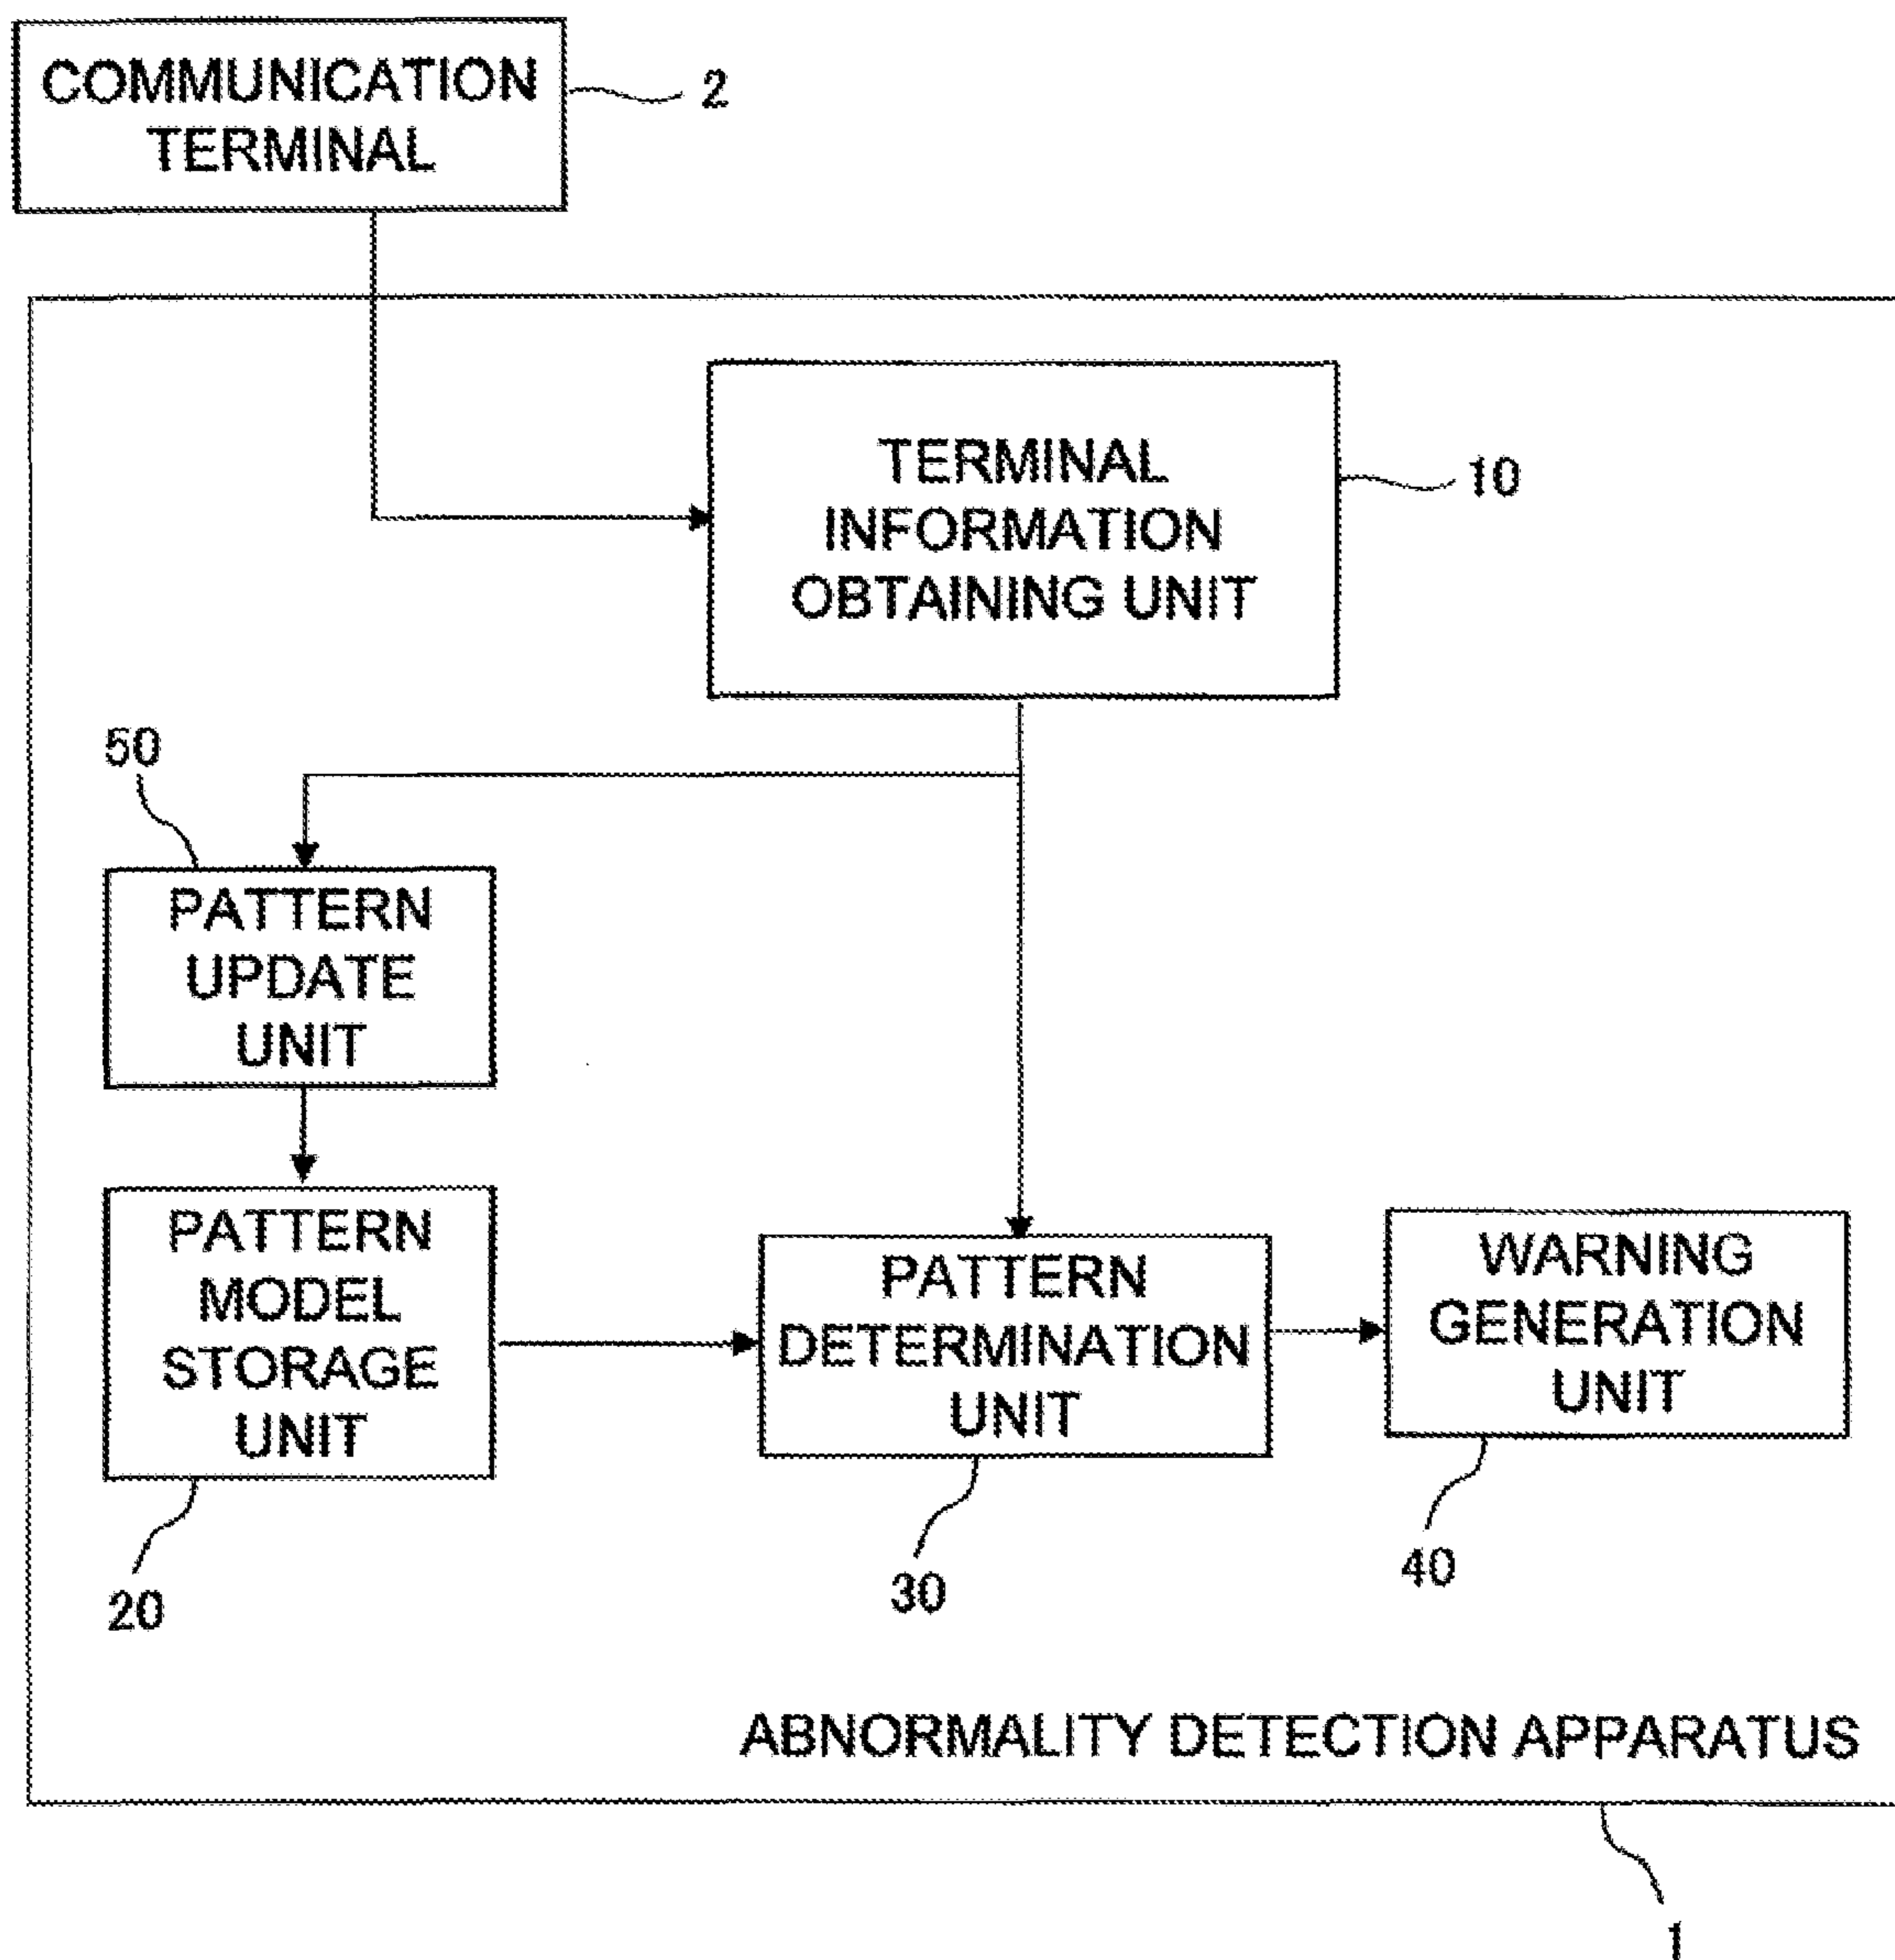 COMMUNICATION
TERMINAL
2
TERMINAL
INFORMATION
OBTAINING UNIT
10
50
PATTERN
UPDATE
UNIT
PATTERN
MODEL
STORAGE
UNIT
20
PATTERN
DETERMINATION
UNIT
30
WARNING
GENERATION
UNIT
40
ABNORMALITY DETECTION APPARATUS
1